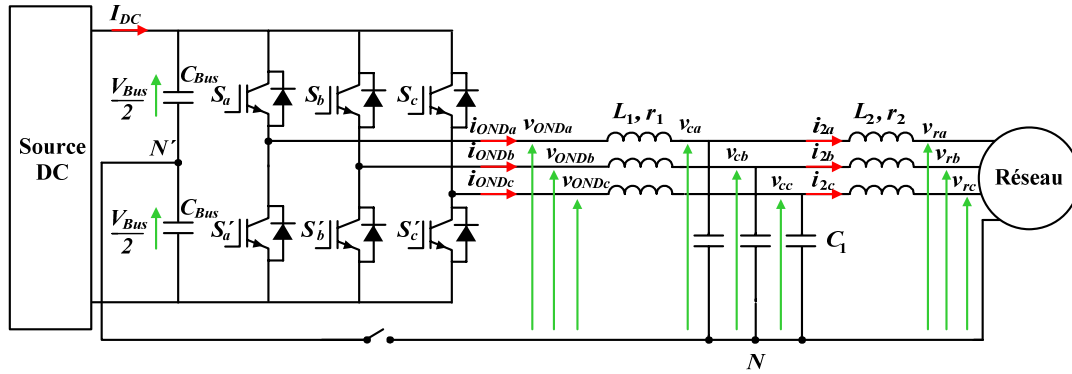 I_DC
V_Bus/2
C_Bus
S_a
S_b
S_c
Source
DC
N′
i_ONDa
v_ONDa
L_1, r_1
v_ca
i_2a
L_2, r_2
v_ra
i_ONDb
v_ONDb
v_cb
i_2b
v_rb
i_ONDc
v_ONDc
v_cc
i_2c
v_rc
Réseau
V_Bus/2
C_Bus
S′_a
S′_b
S′_c
C_1
N